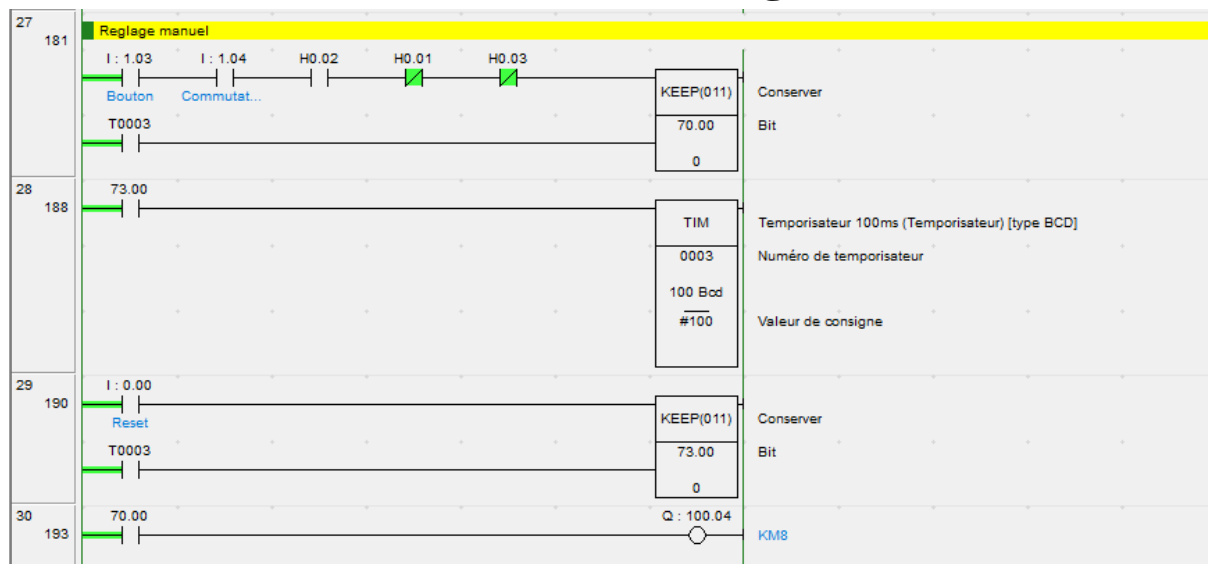 27
181
Reglage manuel
I : 1.03 I : 1.04 H0.02 H0.01 H0.03
Bouton Commutat...
KEEP(011) Conserver
T0003
70.00 Bit
0
28
188
73.00
TIM Temporisateur 100ms (Temporisateur) [type BCD]
0003 Numéro de temporisateur
100 Bcd
#100 Valeur de consigne
29
190
I : 0.00
Reset
KEEP(011) Conserver
T0003
73.00 Bit
0
30
193
70.00 Q : 100.04
KM8